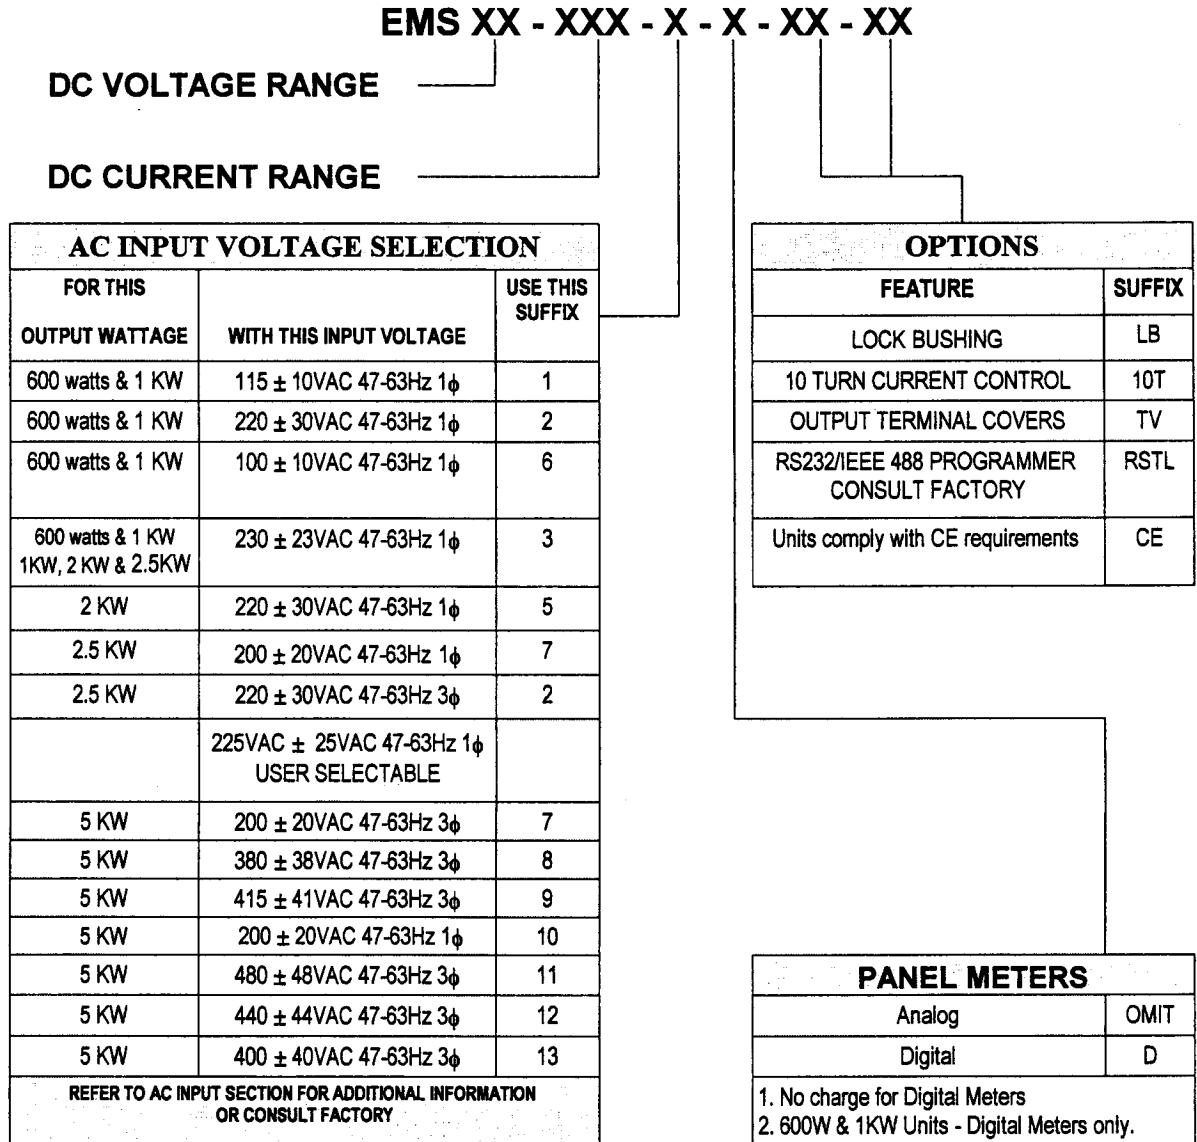 EMS XX - XXX - X - X - XX - XX
DC VOLTAGE RANGE
DC CURRENT RANGE
AC INPUT VOLTAGE SELECTION
FOR THIS OUTPUT WATTAGE WITH THIS INPUT VOLTAGE USE THIS SUFFIX
600 watts & 1 KW 115 ± 10VAC 47-63Hz 1ϕ 1
600 watts & 1 KW 220 ± 30VAC 47-63Hz 1ϕ 2
600 watts & 1 KW 100 ± 10VAC 47-63Hz 1ϕ 6
600 watts & 1 KW 230 ± 23VAC 47-63Hz 1ϕ 3
1KW, 2 KW & 2.5KW
2 KW 220 ± 30VAC 47-63Hz 1ϕ 5
2.5 KW 200 ± 20VAC 47-63Hz 1ϕ 7
2.5 KW 220 ± 30VAC 47-63Hz 3ϕ 2
225VAC ± 25VAC 47-63Hz 1ϕ
USER SELECTABLE
5 KW 200 ± 20VAC 47-63Hz 3ϕ 7
5 KW 380 ± 38VAC 47-63Hz 3ϕ 8
5 KW 415 ± 41VAC 47-63Hz 3ϕ 9
5 KW 200 ± 20VAC 47-63Hz 1ϕ 10
5 KW 480 ± 48VAC 47-63Hz 3ϕ 11
5 KW 440 ± 44VAC 47-63Hz 3ϕ 12
5 KW 400 ± 40VAC 47-63Hz 3ϕ 13
REFER TO AC INPUT SECTION FOR ADDITIONAL INFORMATION
OR CONSULT FACTORY
OPTIONS
FEATURE SUFFIX
LOCK BUSHING LB
10 TURN CURRENT CONTROL 10T
OUTPUT TERMINAL COVERS TV
RS232/IEEE 488 PROGRAMMER RSTL
CONSULT FACTORY
Units comply with CE requirements CE
PANEL METERS
Analog OMIT
Digital D
1. No charge for Digital Meters
2. 600W & 1KW Units - Digital Meters only.